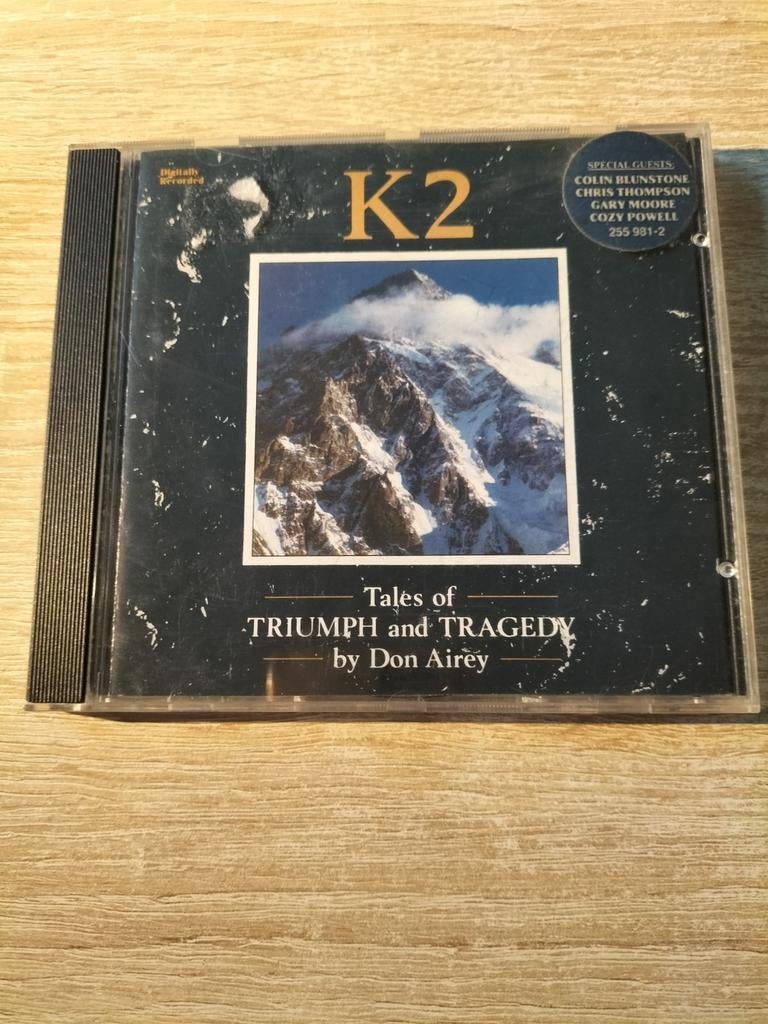 Digitally
Recorded
K2
SPECIAL GUESTS:
COLIN BLUNSTONE
CHRIS THOMPSON
GARY MOORE
COZY POWELL
255 981-2
Tales of
TRIUMPH and TRAGEDY
by Don Airey